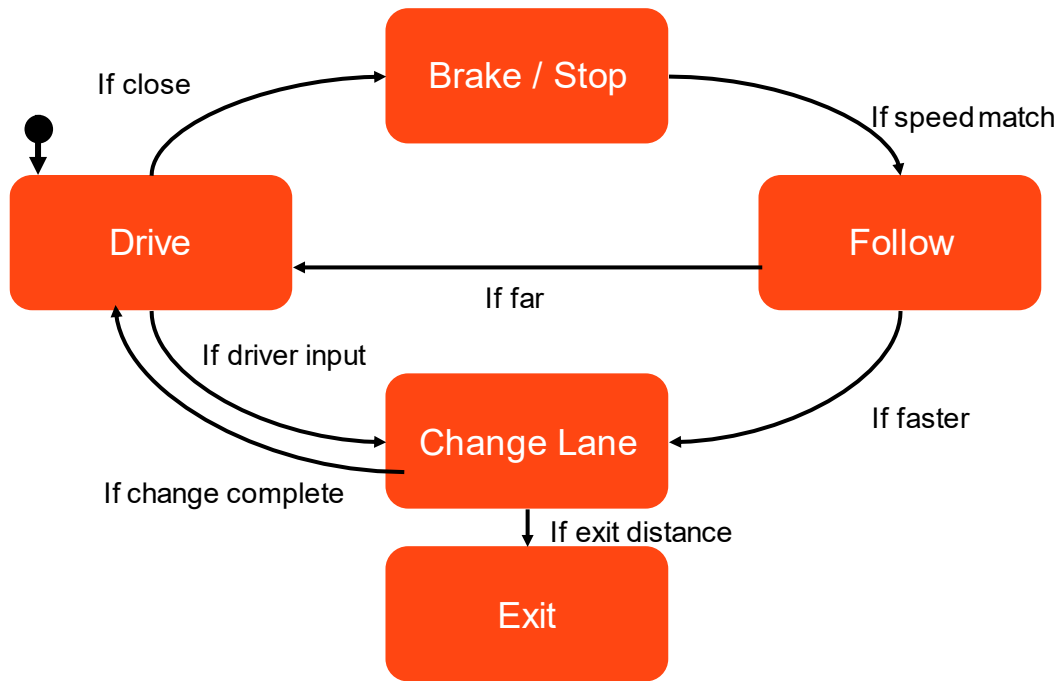 Brake / Stop
If close
If speed match
Drive
Follow
If far
If driver input
Change Lane
If faster
If change complete
If exit distance
Exit